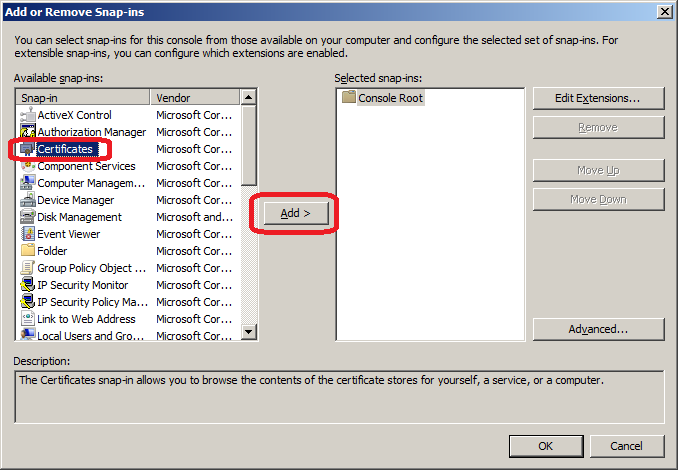 Add or Remove Snap-ins
You can select snap-ins for this console from those available on your computer and configure the selected set of snap-ins. For
extensible snap-ins, you can configure which extensions are enabled.
Available snap-ins:
Snap-in Vendor
ActiveX Control Microsoft Cor...
Authorization Manager Microsoft Cor...
Certificates Microsoft Cor...
Component Services Microsoft Cor...
Computer Managem... Microsoft Cor...
Device Manager Microsoft Cor...
Disk Management Microsoft and...
Event Viewer Microsoft Cor...
Folder Microsoft Cor...
Group Policy Object ... Microsoft Cor...
IP Security Monitor Microsoft Cor...
IP Security Policy Ma... Microsoft Cor...
Link to Web Address Microsoft Cor...
Local Users and Gro... Microsoft Cor...
Add >
Selected snap-ins:
Console Root
Edit Extensions...
Remove
Move Up
Move Down
Advanced...
Description:
The Certificates snap-in allows you to browse the contents of the certificate stores for yourself, a service, or a computer.
OK
Cancel